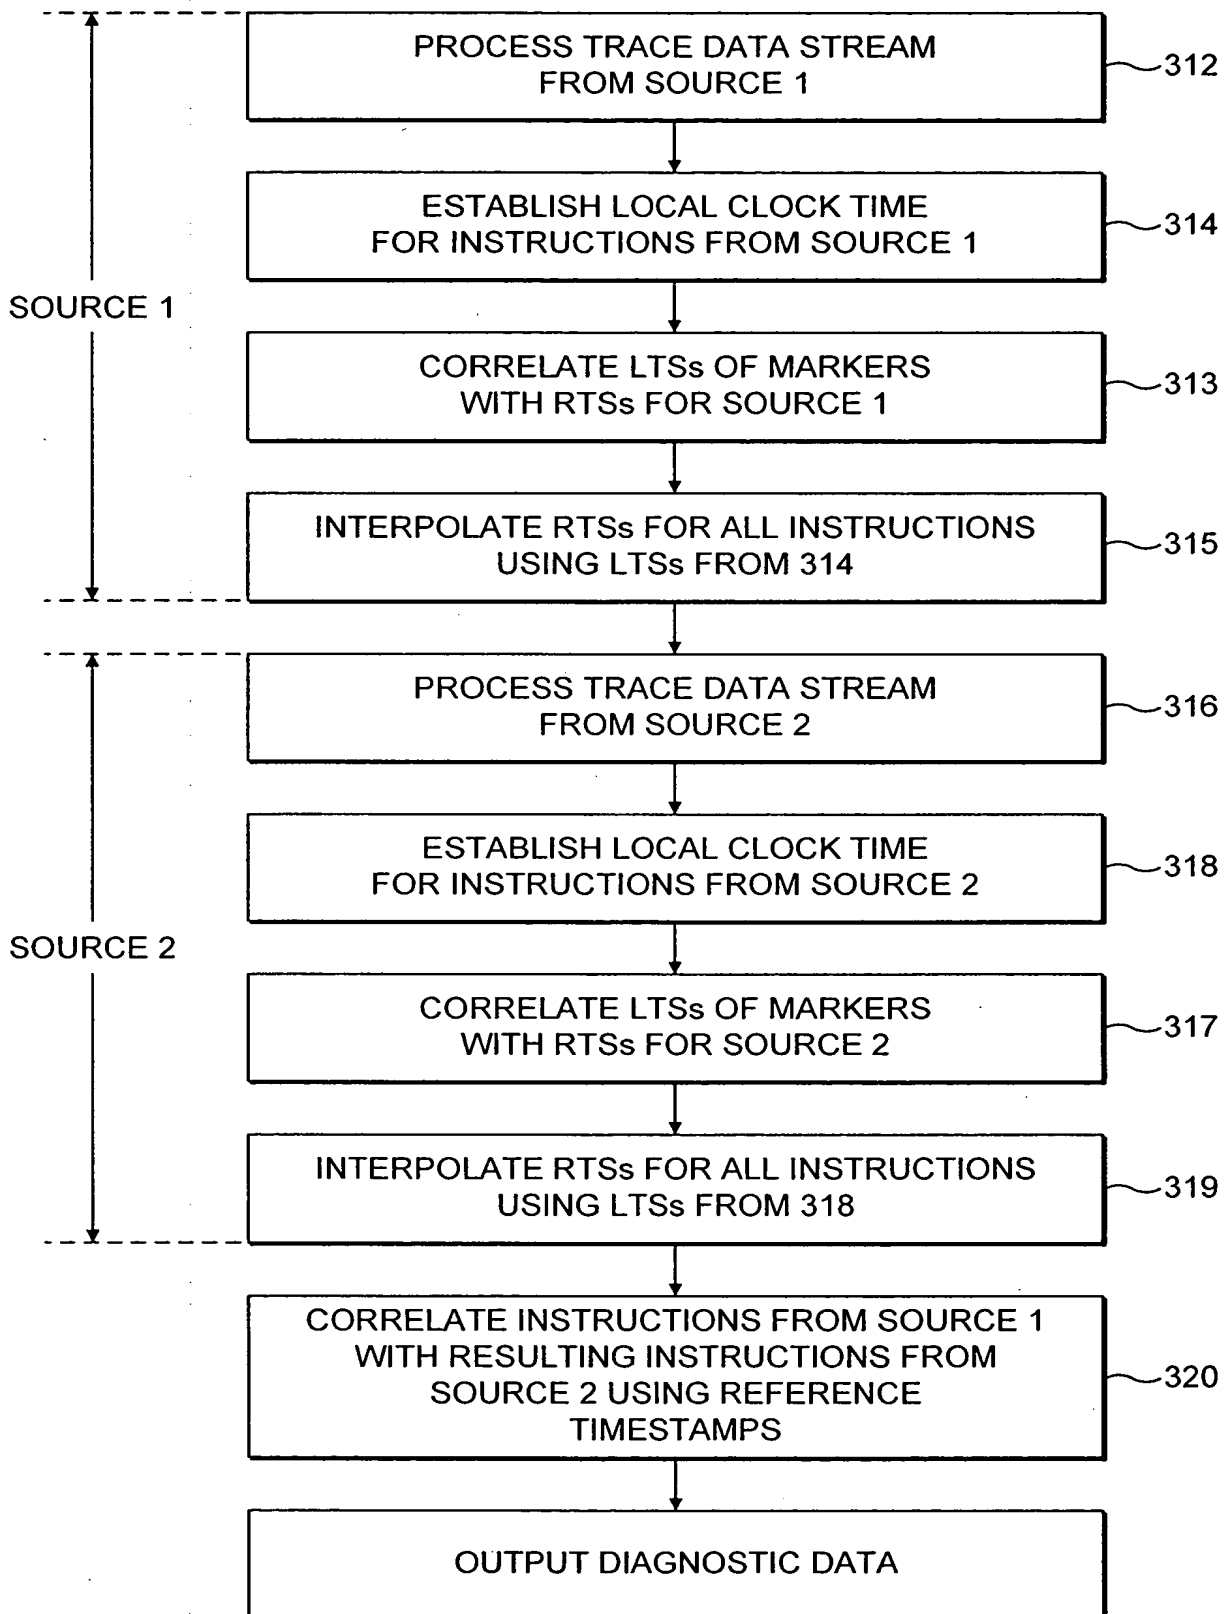 PROCESS TRACE DATA STREAM
FROM SOURCE 1
312
ESTABLISH LOCAL CLOCK TIME
FOR INSTRUCTIONS FROM SOURCE 1
314
SOURCE 1
CORRELATE LTSs OF MARKERS
WITH RTSs FOR SOURCE 1
313
INTERPOLATE RTSs FOR ALL INSTRUCTIONS
USING LTSs FROM 314
315
PROCESS TRACE DATA STREAM
FROM SOURCE 2
316
ESTABLISH LOCAL CLOCK TIME
FOR INSTRUCTIONS FROM SOURCE 2
318
SOURCE 2
CORRELATE LTSs OF MARKERS
WITH RTSs FOR SOURCE 2
317
INTERPOLATE RTSs FOR ALL INSTRUCTIONS
USING LTSs FROM 318
319
CORRELATE INSTRUCTIONS FROM SOURCE 1
WITH RESULTING INSTRUCTIONS FROM
SOURCE 2 USING REFERENCE
TIMESTAMPS
320
OUTPUT DIAGNOSTIC DATA